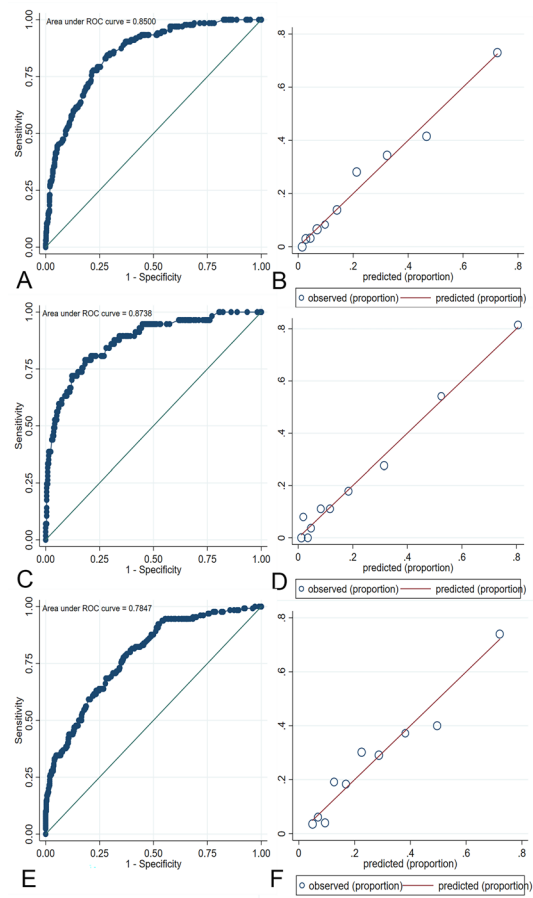 Area under ROC curve = 0.8500
1.00
0.75
0.50
0.25
0.00
Sensitivity
0.00 0.25 0.50 0.75 1.00
1 - Specificity
A
.8
.6
.4
.2
0
0 .2 .4 .6 .8
predicted (proportion)
B
observed (proportion) predicted (proportion)
Area under ROC curve = 0.8738
1.00
0.75
0.50
0.25
0.00
Sensitivity
0.00 0.25 0.50 0.75 1.00
1 - Specificity
C
.8
.6
.4
.2
0
0 .2 .4 .6 .8
predicted (proportion)
D
observed (proportion) predicted (proportion)
Area under ROC curve = 0.7847
1.00
0.75
0.50
0.25
0.00
Sensitivity
0.00 0.25 0.50 0.75 1.00
1 - Specificity
E
.8
.6
.4
.2
0
0 .2 .4 .6 .8
predicted (proportion)
F
observed (proportion) predicted (proportion)